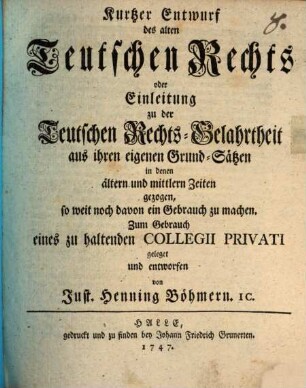 Kurtzer Entwurf
des alten
Teutschen Rechts
oder
Einleitung
zu der
Teutschen Rechts-Gelahrtheit
aus ihren eigenen Grund-Sätzen
in denen
ältern und mittlern Zeiten
gezogen,
so weit noch davon ein Gebrauch zu machen.
Zum Gebrauch
eines zu haltenden COLLEGII PRIVATI
geleget
und entworfen
von
Just. Henning Böhmern. IC.
HALLE,
gedruckt und zu finden bey Johann Friedrich Grunerten.
1747.